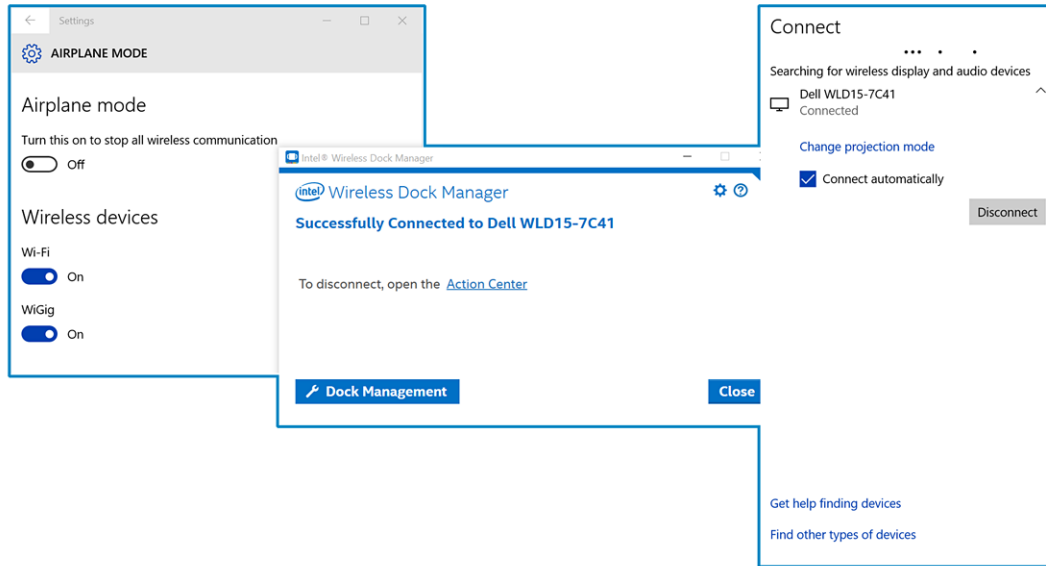 Settings
AIRPLANE MODE
Airplane mode
Turn this on to stop all wireless communication
Off
Wireless devices
Wi-Fi
On
WiGig
On
Intel® Wireless Dock Manager
intel Wireless Dock Manager
Successfully Connected to Dell WLD15-7C41
To disconnect, open the Action Center
Dock Management
Close
Connect
Searching for wireless display and audio devices
Dell WLD15-7C41
Connected
Change projection mode
Connect automatically
Disconnect
Get help finding devices
Find other types of devices